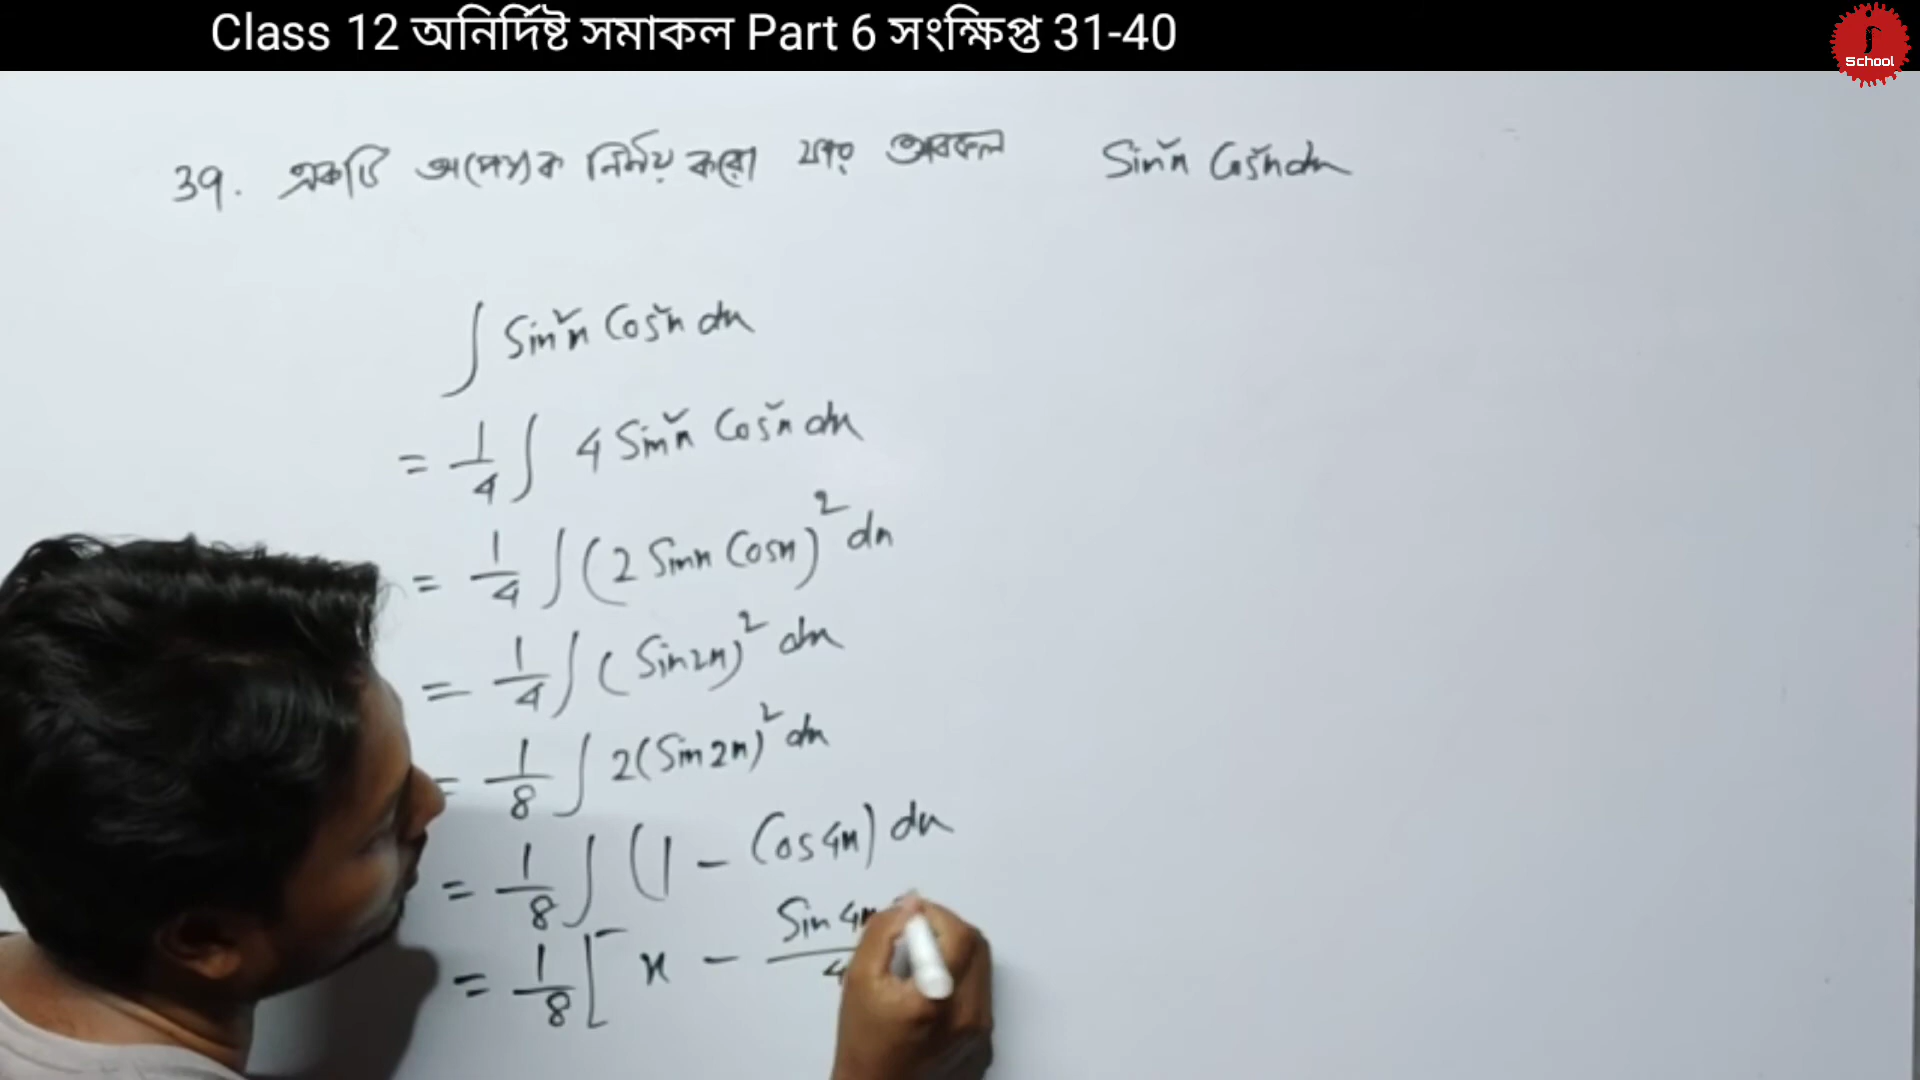 Class 12 অনির্দিষ্ট সমাকল Part 6 সংক্ষিপ্ত 31-40
School
39. একটি অপেক্ষক নির্ণয় করো যার অবকল Sin²x Cos²x dx
∫ Sin²x Cos²x dx
= 1/4 ∫ 4 Sin²x Cos²x dx
= 1/4 ∫ (2 Sinx Cosx)² dx
= 1/4 ∫ (Sin2x)² dx
= 1/8 ∫ 2(Sin2x)² dx
= 1/8 ∫ (1 - Cos4x) dx
= 1/8 [ x - Sin4x/4